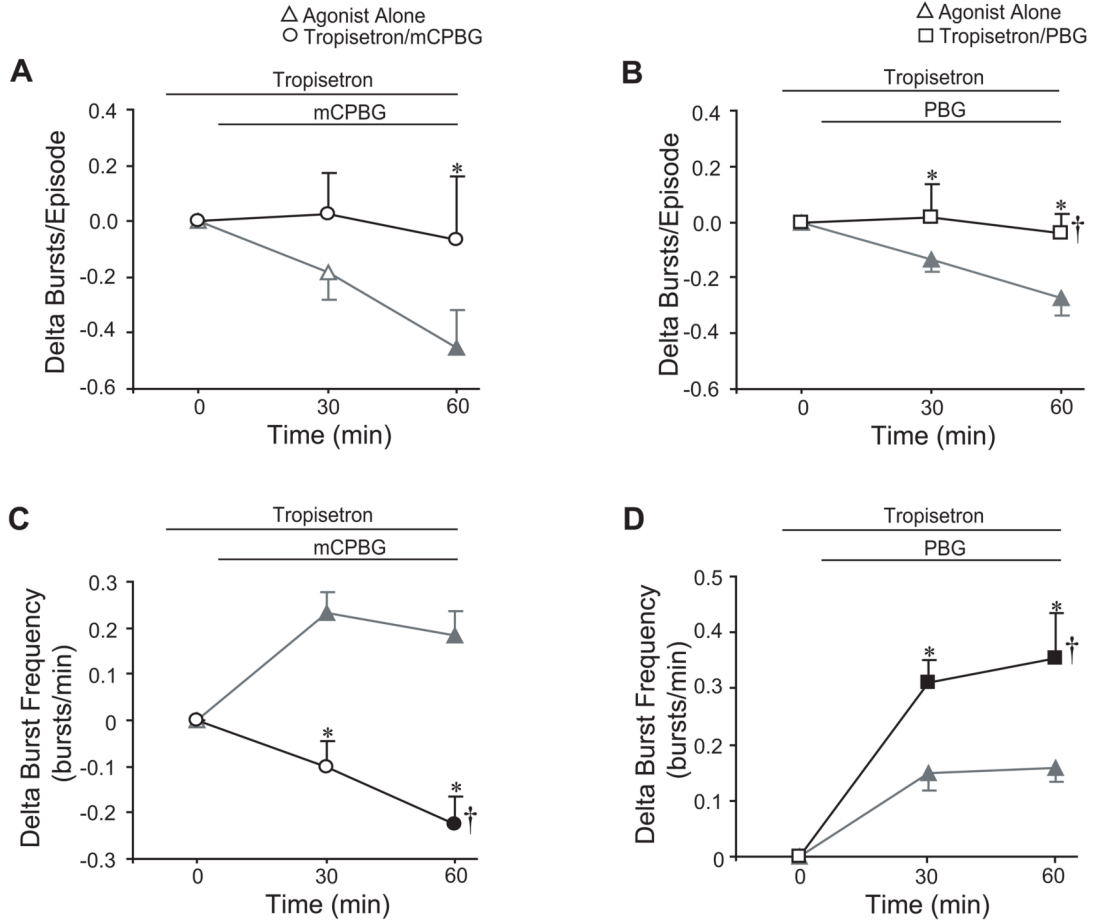 △ Agonist Alone
○ Tropisetron/mCPBG
△ Agonist Alone
□ Tropisetron/PBG
A
Tropisetron
mCPBG
Delta Bursts/Episode
0.4
0.2
0.0
-0.2
-0.4
-0.6
*
0
30
60
Time (min)
B
Tropisetron
PBG
Delta Bursts/Episode
0.4
0.2
0.0
-0.2
-0.4
-0.6
*
*
†
0
30
60
Time (min)
C
Tropisetron
mCPBG
Delta Burst Frequency
(bursts/min)
0.3
0.2
0.1
0
-0.1
-0.2
-0.3
*
*
†
0
30
60
Time (min)
D
Tropisetron
PBG
Delta Burst Frequency
(bursts/min)
0.5
0.4
0.3
0.2
0.1
0
*
*
†
0
30
60
Time (min)